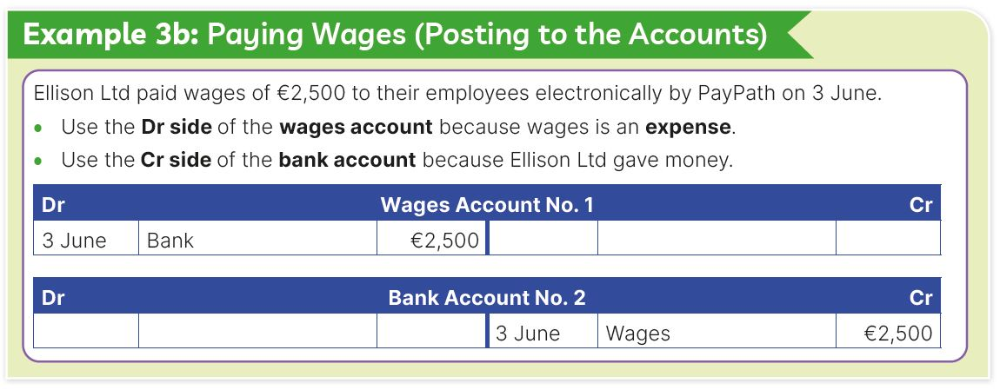 Example 3b: Paying Wages (Posting to the Accounts)
Ellison Ltd paid wages of €2,500 to their employees electronically by PayPath on 3 June.
• Use the Dr side of the wages account because wages is an expense.
• Use the Cr side of the bank account because Ellison Ltd gave money.
Dr Wages Account No. 1 Cr
3 June Bank €2,500
Dr Bank Account No. 2 Cr
3 June Wages €2,500